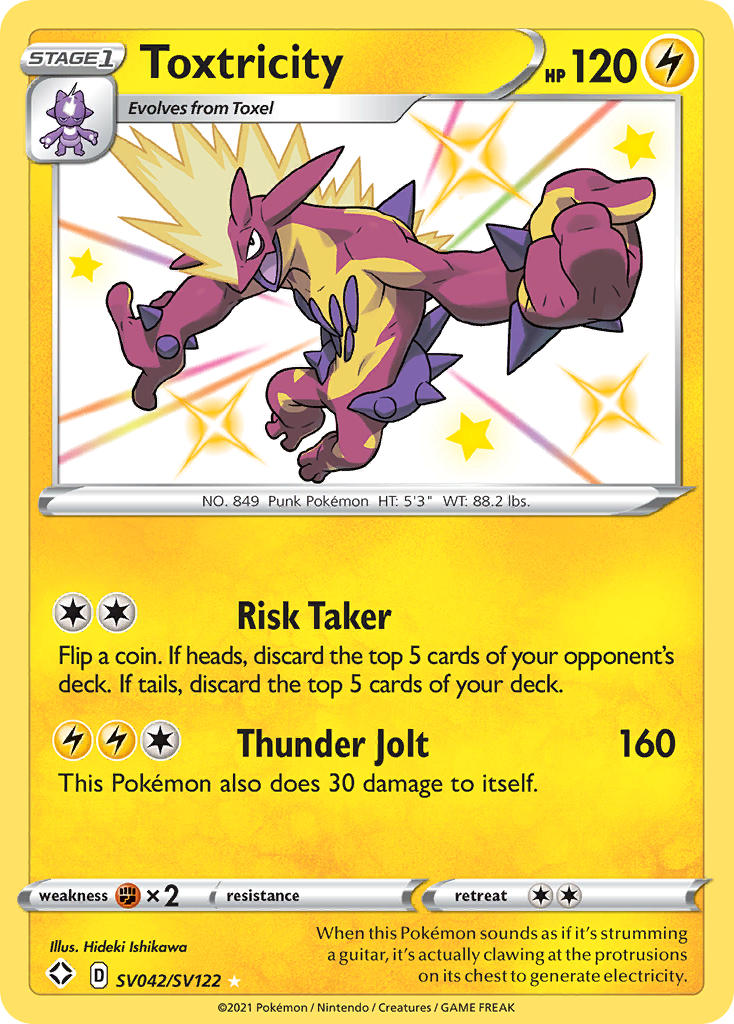 STAGE1
Toxtricity
HP 120
Evolves from Toxel
NO. 849 Punk Pokémon HT: 5'3" WT: 88.2 lbs.
Risk Taker
Flip a coin. If heads, discard the top 5 cards of your opponent's
deck. If tails, discard the top 5 cards of your deck.
Thunder Jolt 160
This Pokémon also does 30 damage to itself.
weakness ×2 resistance retreat
Illus. Hideki Ishikawa
When this Pokémon sounds as if it's strumming
a guitar, it's actually clawing at the protrusions
on its chest to generate electricity.
D SV042/SV122
©2021 Pokémon / Nintendo / Creatures / GAME FREAK